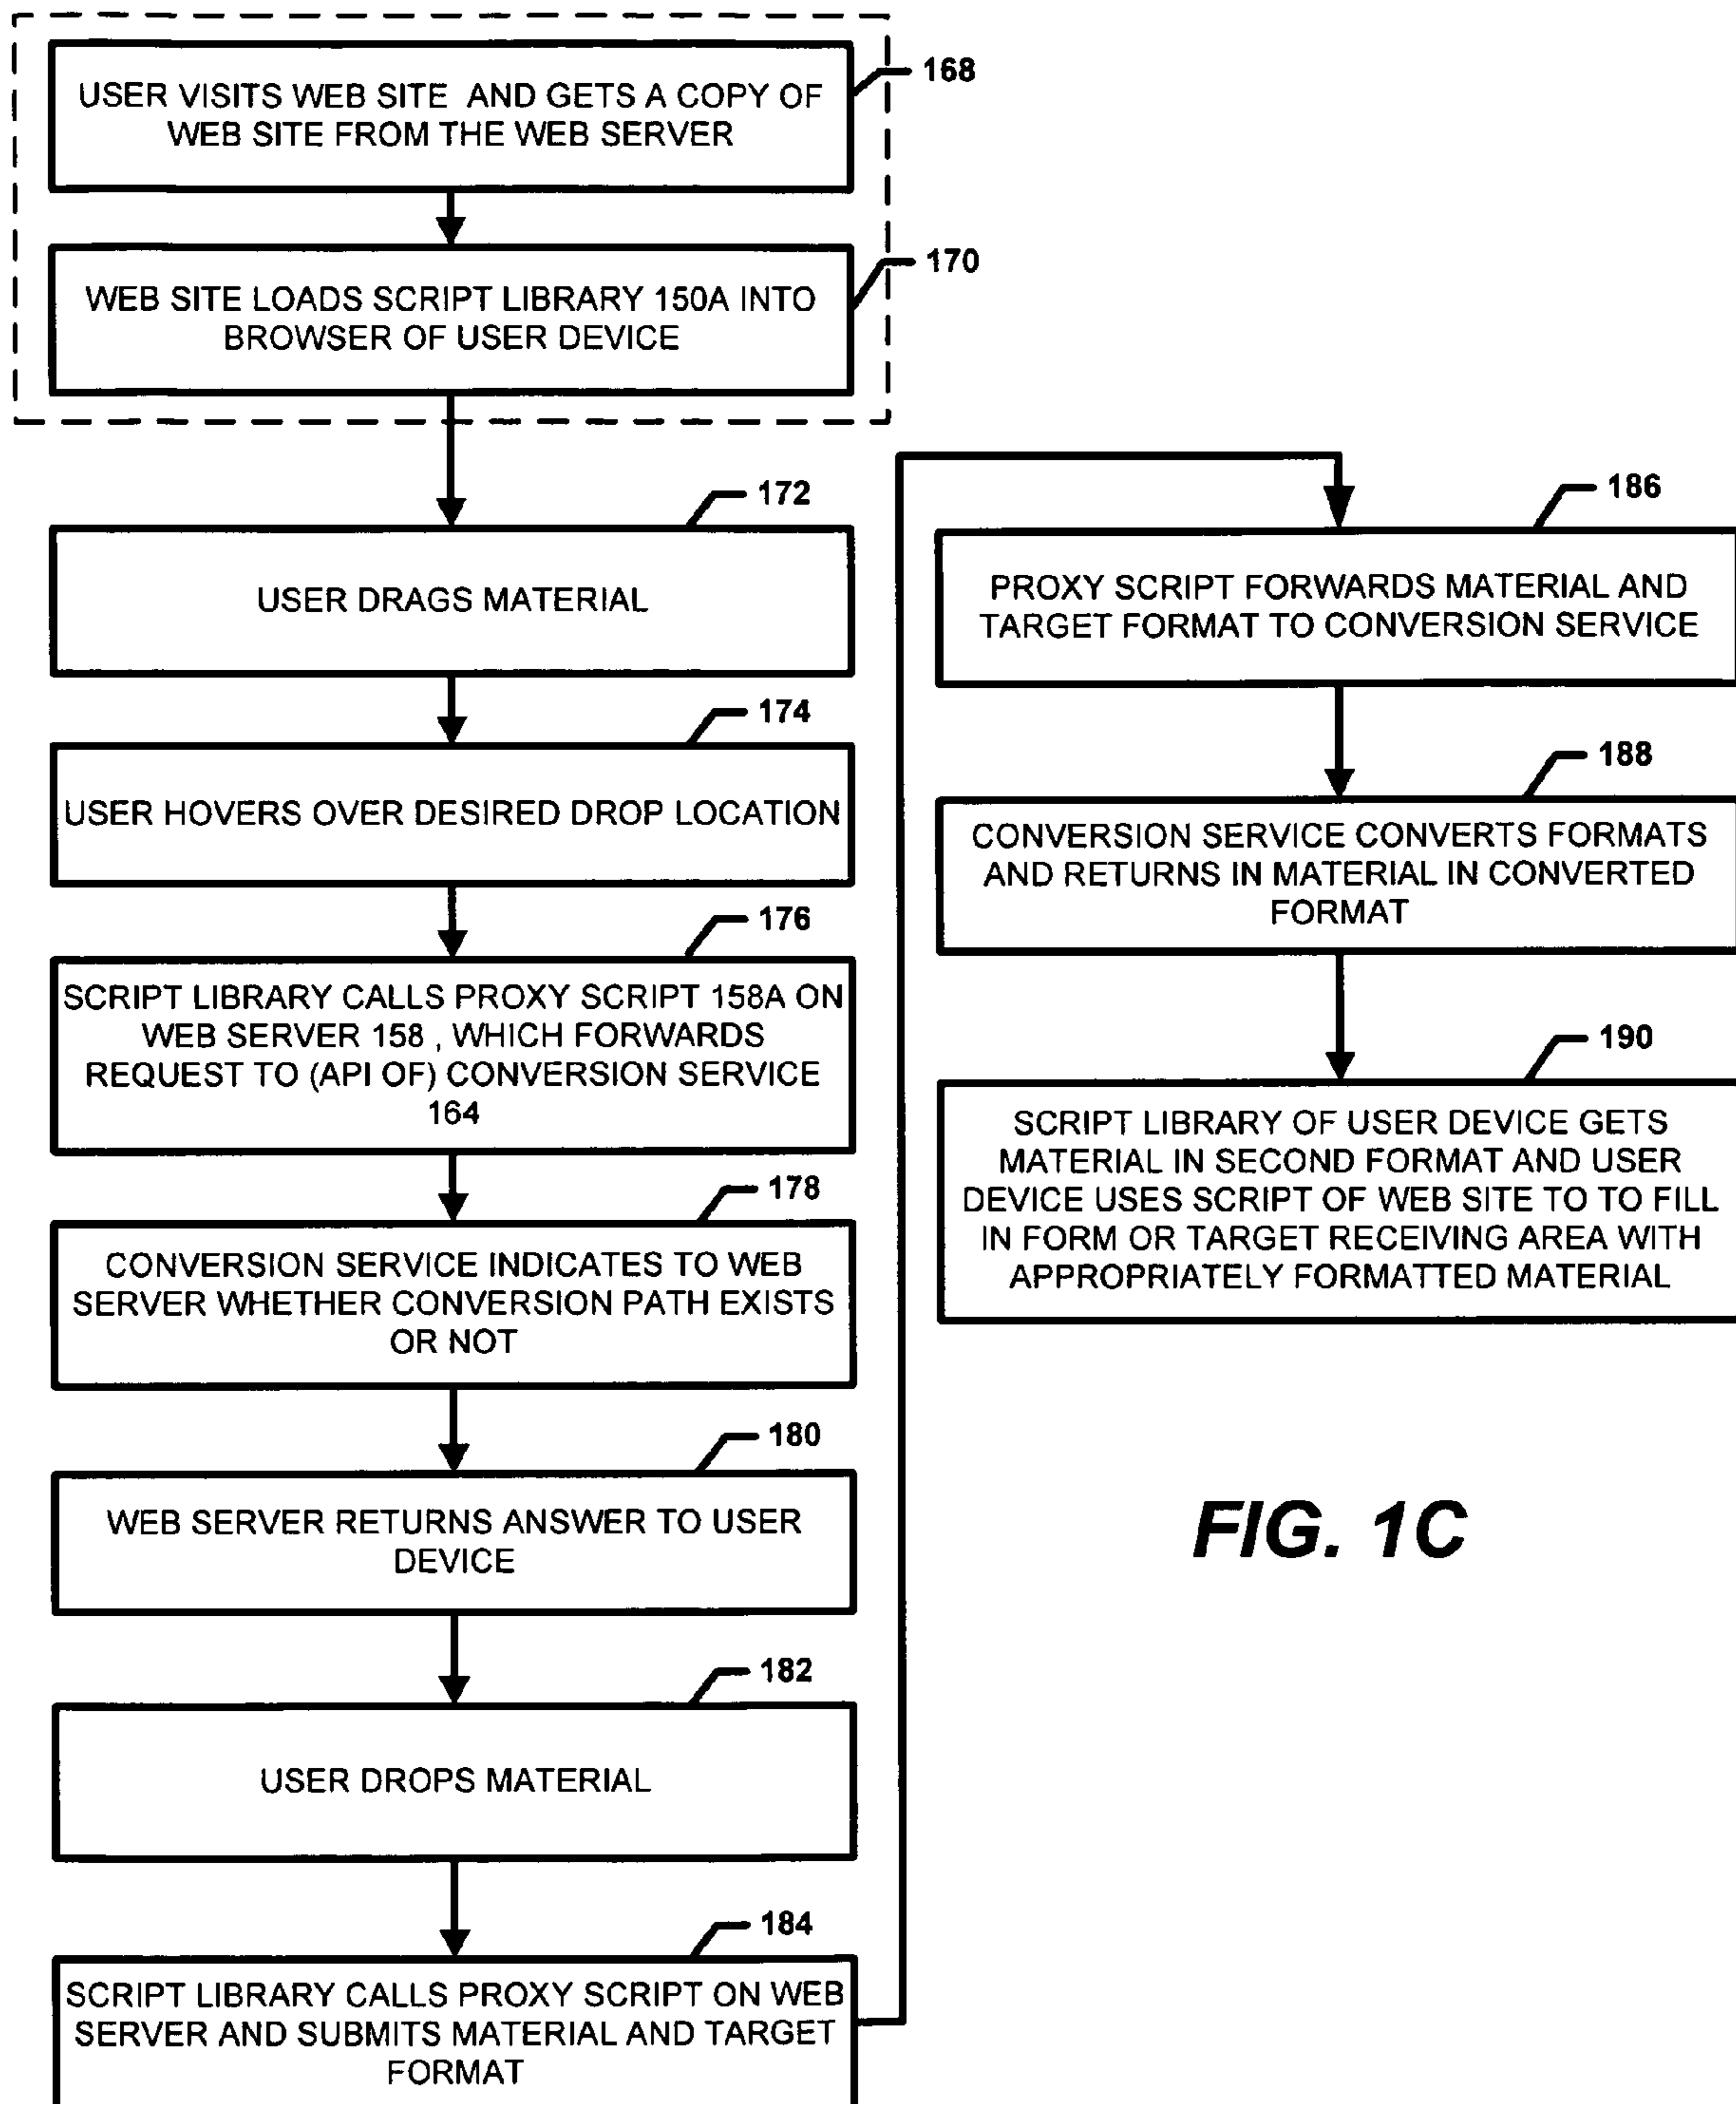 USER VISITS WEB SITE AND GETS A COPY OF
WEB SITE FROM THE WEB SERVER
168
WEB SITE LOADS SCRIPT LIBRARY 150A INTO
BROWSER OF USER DEVICE
170
172
USER DRAGS MATERIAL
174
USER HOVERS OVER DESIRED DROP LOCATION
176
SCRIPT LIBRARY CALLS PROXY SCRIPT 158A ON
WEB SERVER 158 , WHICH FORWARDS
REQUEST TO (API OF) CONVERSION SERVICE
164
178
CONVERSION SERVICE INDICATES TO WEB
SERVER WHETHER CONVERSION PATH EXISTS
OR NOT
180
WEB SERVER RETURNS ANSWER TO USER
DEVICE
182
USER DROPS MATERIAL
184
SCRIPT LIBRARY CALLS PROXY SCRIPT ON WEB
SERVER AND SUBMITS MATERIAL AND TARGET
FORMAT
186
PROXY SCRIPT FORWARDS MATERIAL AND
TARGET FORMAT TO CONVERSION SERVICE
188
CONVERSION SERVICE CONVERTS FORMATS
AND RETURNS IN MATERIAL IN CONVERTED
FORMAT
190
SCRIPT LIBRARY OF USER DEVICE GETS
MATERIAL IN SECOND FORMAT AND USER
DEVICE USES SCRIPT OF WEB SITE TO TO FILL
IN FORM OR TARGET RECEIVING AREA WITH
APPROPRIATELY FORMATTED MATERIAL
FIG. 1C